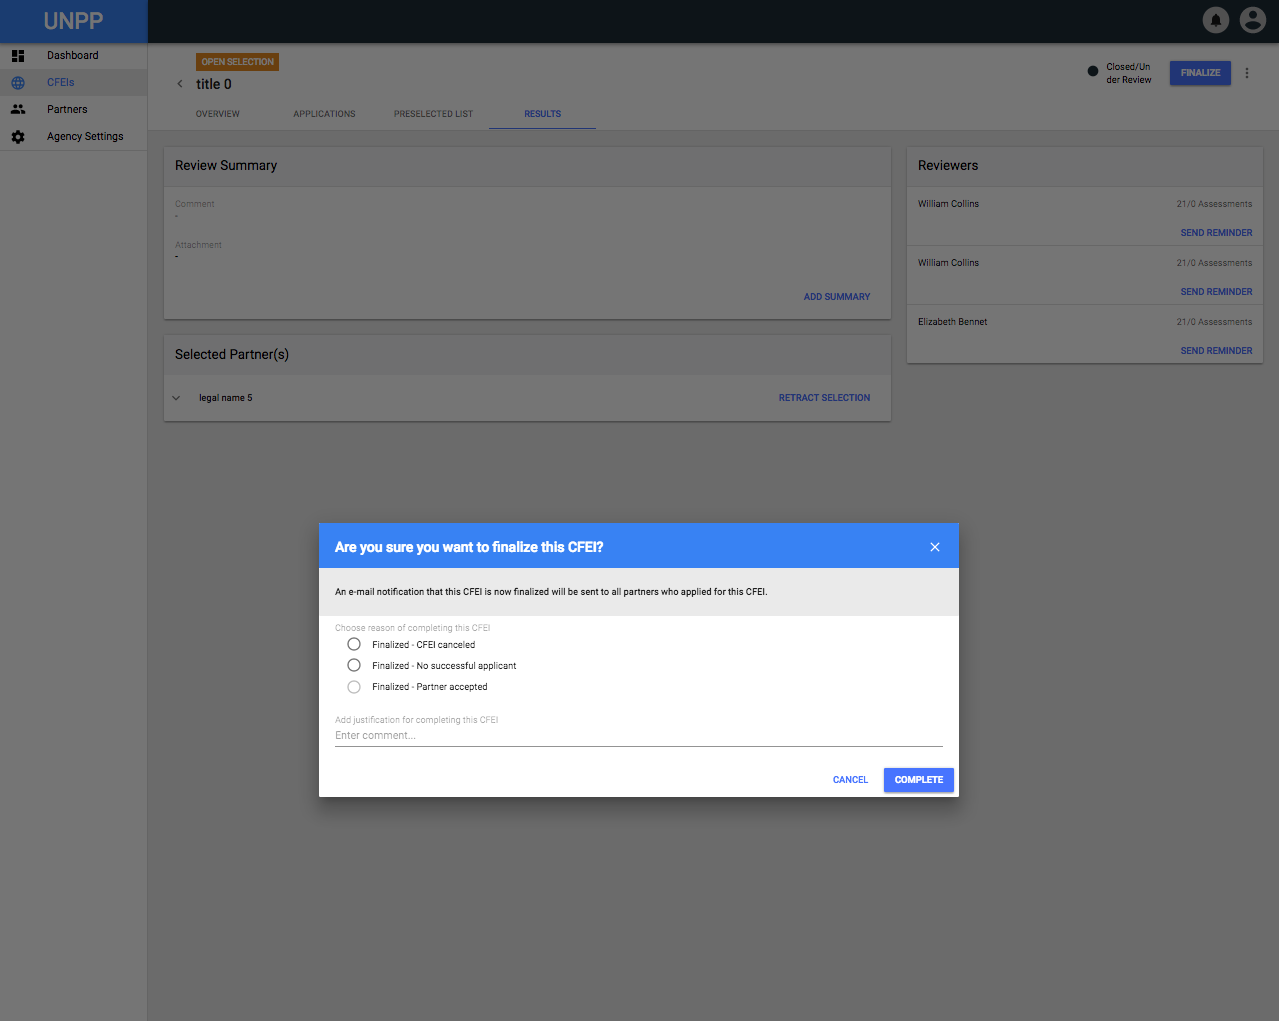 UNPP
Dashboard
CFEIs
Partners
Agency Settings
OPEN SELECTION
title 0
Closed/Un
der Review
FINALIZE
OVERVIEW
APPLICATIONS
PRESELECTED LIST
RESULTS
Review Summary
Comment
-
Attachment
-
ADD SUMMARY
Selected Partner(s)
legal name 5
RETRACT SELECTION
Reviewers
William Collins
21/0 Assessments
SEND REMINDER
William Collins
21/0 Assessments
SEND REMINDER
Elizabeth Bennet
21/0 Assessments
SEND REMINDER
Are you sure you want to finalize this CFEI?
An e-mail notification that this CFEI is now finalized will be sent to all partners who applied for this CFEI.
Choose reason of completing this CFEI
Finalized - CFEI canceled
Finalized - No successful applicant
Finalized - Partner accepted
Add justification for completing this CFEI
Enter comment...
CANCEL
COMPLETE